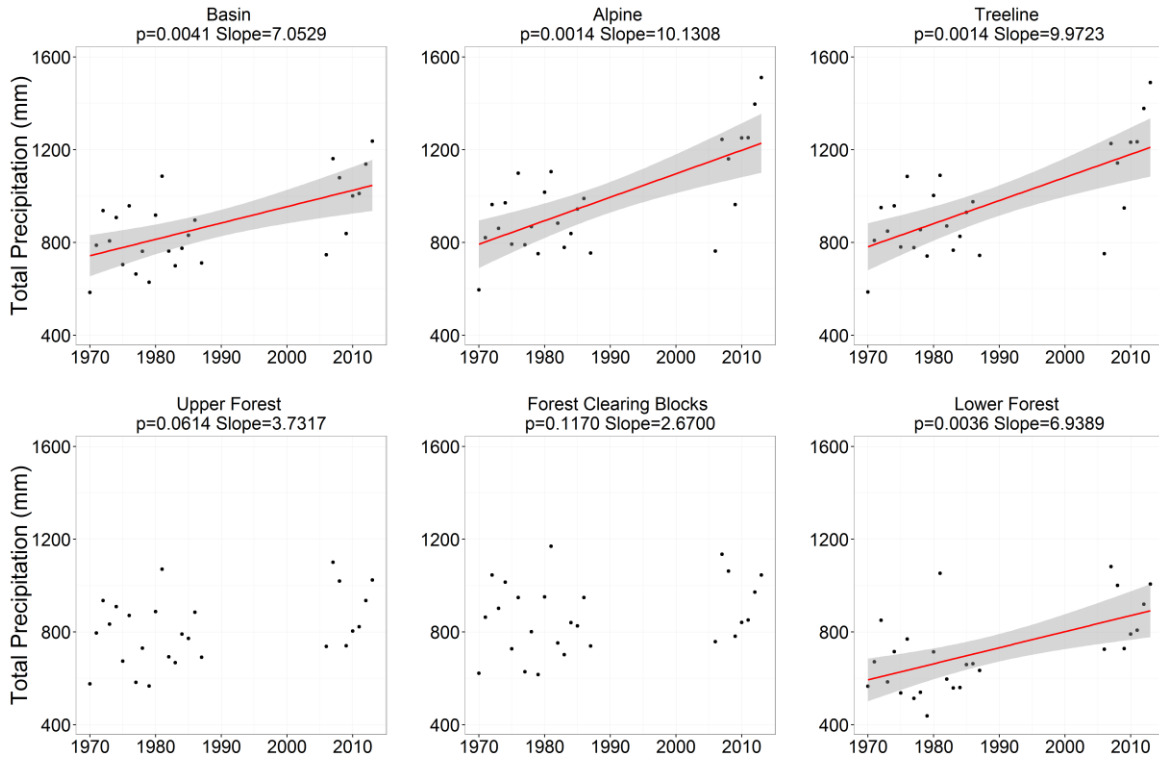 Basin
p=0.0041 Slope=7.0529
Alpine
p=0.0014 Slope=10.1308
Treeline
p=0.0014 Slope=9.9723
Total Precipitation (mm)
1600
1200
800
400
1970 1980 1990 2000 2010
1600
1200
800
400
1970 1980 1990 2000 2010
1600
1200
800
400
1970 1980 1990 2000 2010
Upper Forest
p=0.0614 Slope=3.7317
Forest Clearing Blocks
p=0.1170 Slope=2.6700
Lower Forest
p=0.0036 Slope=6.9389
Total Precipitation (mm)
1600
1200
800
400
1970 1980 1990 2000 2010
1600
1200
800
400
1970 1980 1990 2000 2010
1600
1200
800
400
1970 1980 1990 2000 2010